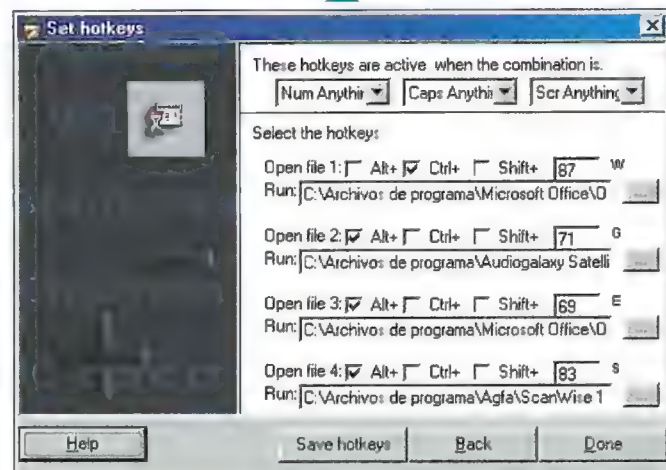 Set hotkeys
These hotkeys are active when the combination is.
Num Anythir Caps Anythi Scr Anything
Select the hotkeys
Open file 1: Alt+ Ctrl+ Shift+ 87 W
Run: C:\Archivos de programa\Microsoft Office\O ...
Open file 2: Alt+ Ctrl+ Shift+ 71 G
Run: C:\Archivos de programa\Audiogalaxy Satelli ...
Open file 3: Alt+ Ctrl+ Shift+ 69 E
Run: C:\Archivos de programa\Microsoft Office\O ...
Open file 4: Alt+ Ctrl+ Shift+ 83 S
Run: C:\Archivos de programa\Agfa\ScanWise 1 ...
Help Save hotkeys Back Done